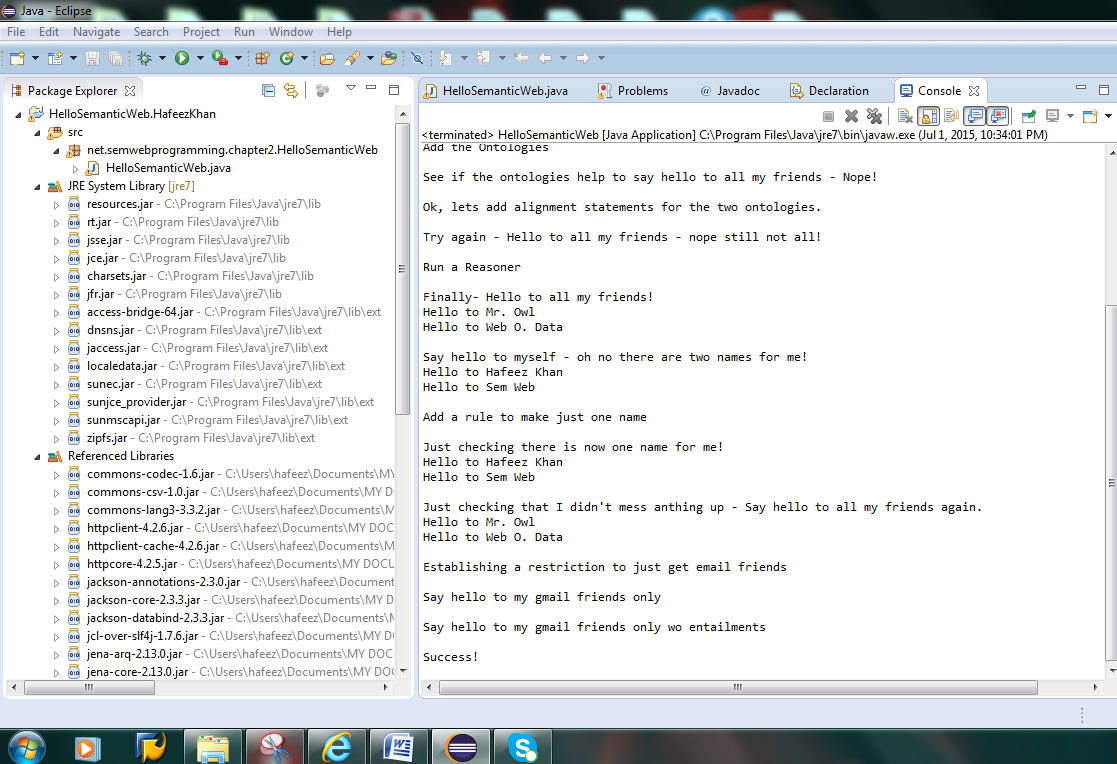 Java - Eclipse
File Edit Navigate Search Project Run Window Help
Package Explorer
HelloSemanticWeb.HafeezKhan
src
net.semwebprogramming.chapter2.HelloSemanticWeb
HelloSemanticWeb.java
JRE System Library [jre7]
resources.jar - C:\Program Files\Java\jre7\lib
rt.jar - C:\Program Files\Java\jre7\lib
jsse.jar - C:\Program Files\Java\jre7\lib
jce.jar - C:\Program Files\Java\jre7\lib
charsets.jar - C:\Program Files\Java\jre7\lib
jfr.jar - C:\Program Files\Java\jre7\lib
access-bridge-64.jar - C:\Program Files\Java\jre7\lib\ext
dnsns.jar - C:\Program Files\Java\jre7\lib\ext
jaccess.jar - C:\Program Files\Java\jre7\lib\ext
localedata.jar - C:\Program Files\Java\jre7\lib\ext
sunec.jar - C:\Program Files\Java\jre7\lib\ext
sunjce_provider.jar - C:\Program Files\Java\jre7\lib\ext
sunmscapi.jar - C:\Program Files\Java\jre7\lib\ext
zipfs.jar - C:\Program Files\Java\jre7\lib\ext
Referenced Libraries
commons-codec-1.6.jar - C:\Users\hafeez\Documents\MY
commons-csv-1.0.jar - C:\Users\hafeez\Documents\MY D
commons-lang3-3.3.2.jar - C:\Users\hafeez\Documents\M
httpclient-4.2.6.jar - C:\Users\hafeez\Documents\MY DOC
httpclient-cache-4.2.6.jar - C:\Users\hafeez\Documents\M
httpcore-4.2.5.jar - C:\Users\hafeez\Documents\MY DOCU
jackson-annotations-2.3.0.jar - C:\Users\hafeez\Document
jackson-core-2.3.3.jar - C:\Users\hafeez\Documents\MY D
jackson-databind-2.3.3.jar - C:\Users\hafeez\Documents\M
jcl-over-slf4j-1.7.6.jar - C:\Users\hafeez\Documents\MY D
jena-arq-2.13.0.jar - C:\Users\hafeez\Documents\MY DOC
jena-core-2.13.0.jar - C:\Users\hafeez\Documents\MY DO
HelloSemanticWeb.java Problems Javadoc Declaration Console
<terminated> HelloSemanticWeb [Java Application] C:\Program Files\Java\jre7\bin\javaw.exe (Jul 1, 2015, 10:34:01 PM)
Add the Ontologies
See if the ontologies help to say hello to all my friends - Nope!
Ok, lets add alignment statements for the two ontologies.
Try again - Hello to all my friends - nope still not all!
Run a Reasoner
Finally- Hello to all my friends!
Hello to Mr. Owl
Hello to Web O. Data
Say hello to myself - oh no there are two names for me!
Hello to Hafeez Khan
Hello to Sem Web
Add a rule to make just one name
Just checking there is now one name for me!
Hello to Hafeez Khan
Hello to Sem Web
Just checking that I didn't mess anthing up - Say hello to all my friends again.
Hello to Mr. Owl
Hello to Web O. Data
Establishing a restriction to just get email friends
Say hello to my gmail friends only
Say hello to my gmail friends only wo entailments
Success!